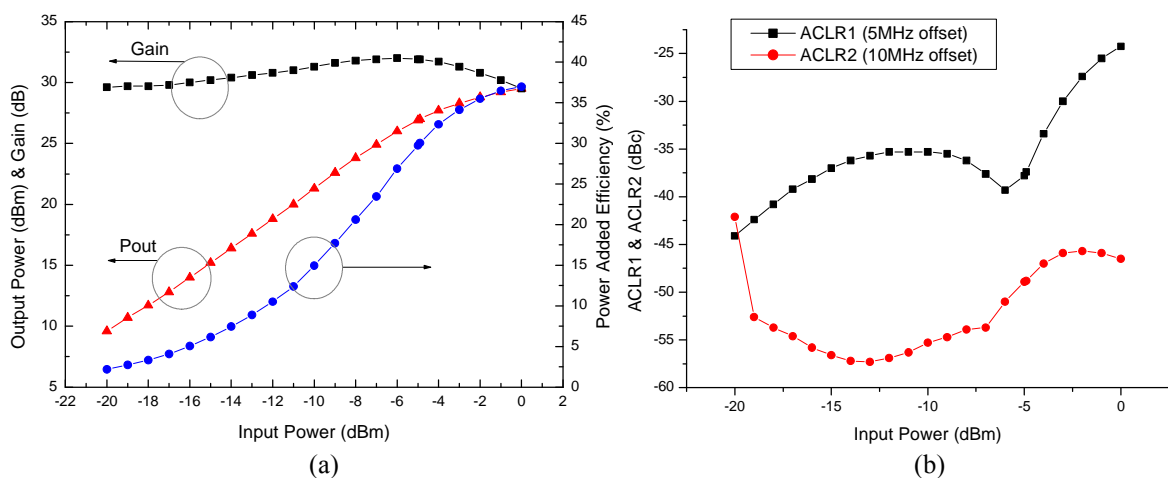 35
30
25
20
15
10
5
Output Power (dBm) & Gain (dB)
Gain
Pout
45
40
35
30
25
20
15
10
5
0
Power Added Efficiency (%)
-22 -20 -18 -16 -14 -12 -10 -8 -6 -4 -2 0 2
Input Power (dBm)
(a)
ACLR1 (5MHz offset)
ACLR2 (10MHz offset)
-25
-30
-35
-40
-45
-50
-55
-60
ACLR1 & ACLR2 (dBc)
-20 -15 -10 -5 0
Input Power (dBm)
(b)